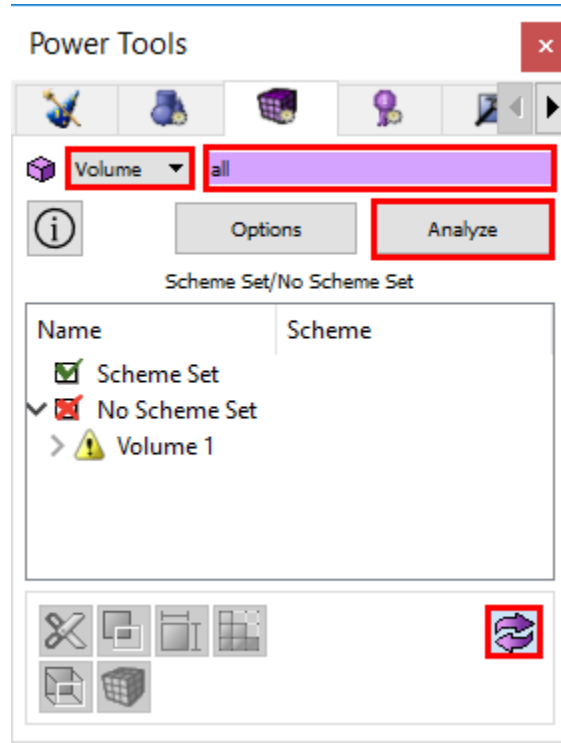 Power Tools
Volume all
Options Analyze
Scheme Set/No Scheme Set
Name Scheme
Scheme Set
No Scheme Set
Volume 1